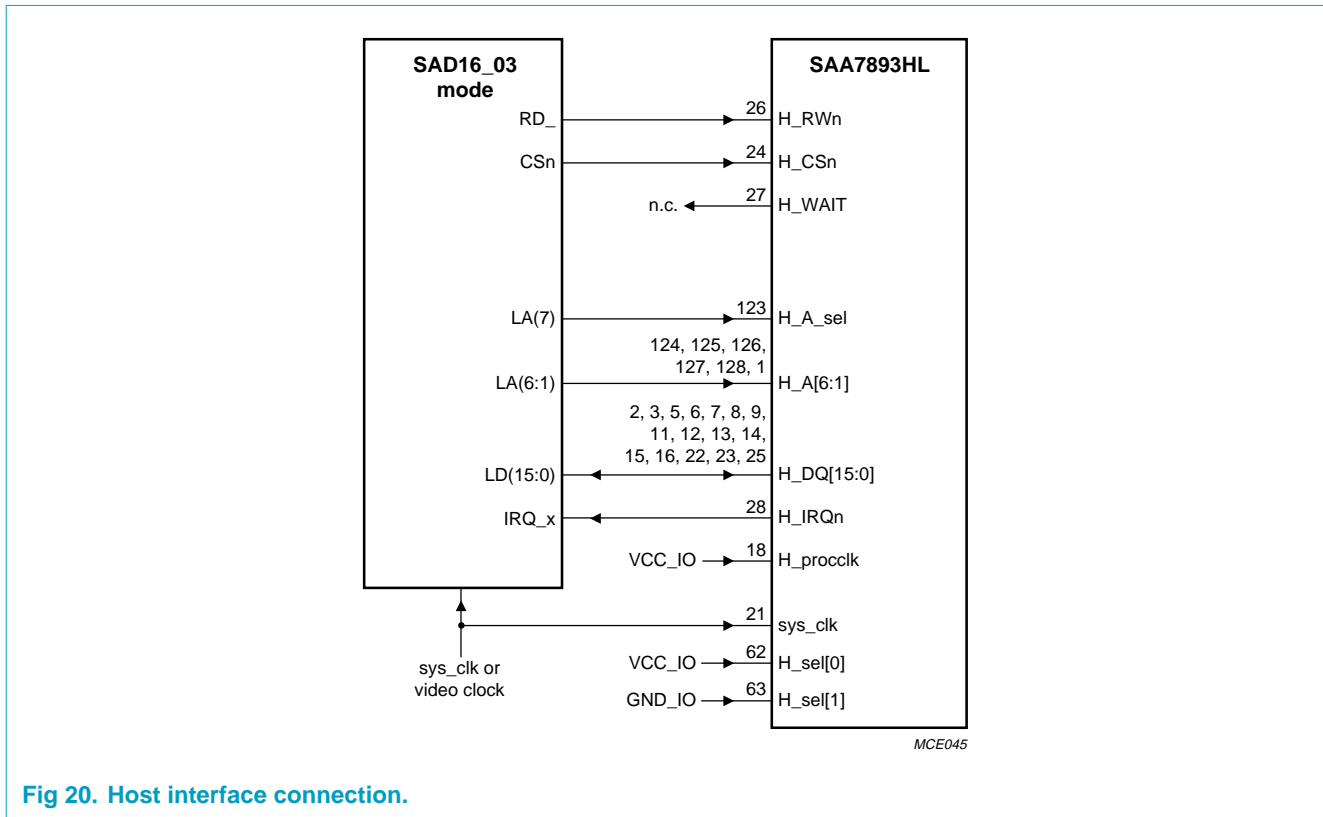 SAD16_03
mode
SAA7893HL
RD_ 26 H_RWn
CSn 24 H_CSn
n.c. 27 H_WAIT
LA(7) 123 H_A_sel
124, 125, 126,
127, 128, 1
LA(6:1) H_A[6:1]
2, 3, 5, 6, 7, 8, 9,
11, 12, 13, 14,
15, 16, 22, 23, 25
LD(15:0) H_DQ[15:0]
IRQ_x 28 H_IRQn
VCC_IO 18 H_procclk
21 sys_clk
sys_clk or
video clock
VCC_IO 62 H_sel[0]
GND_IO 63 H_sel[1]
MCE045
Fig 20. Host interface connection.